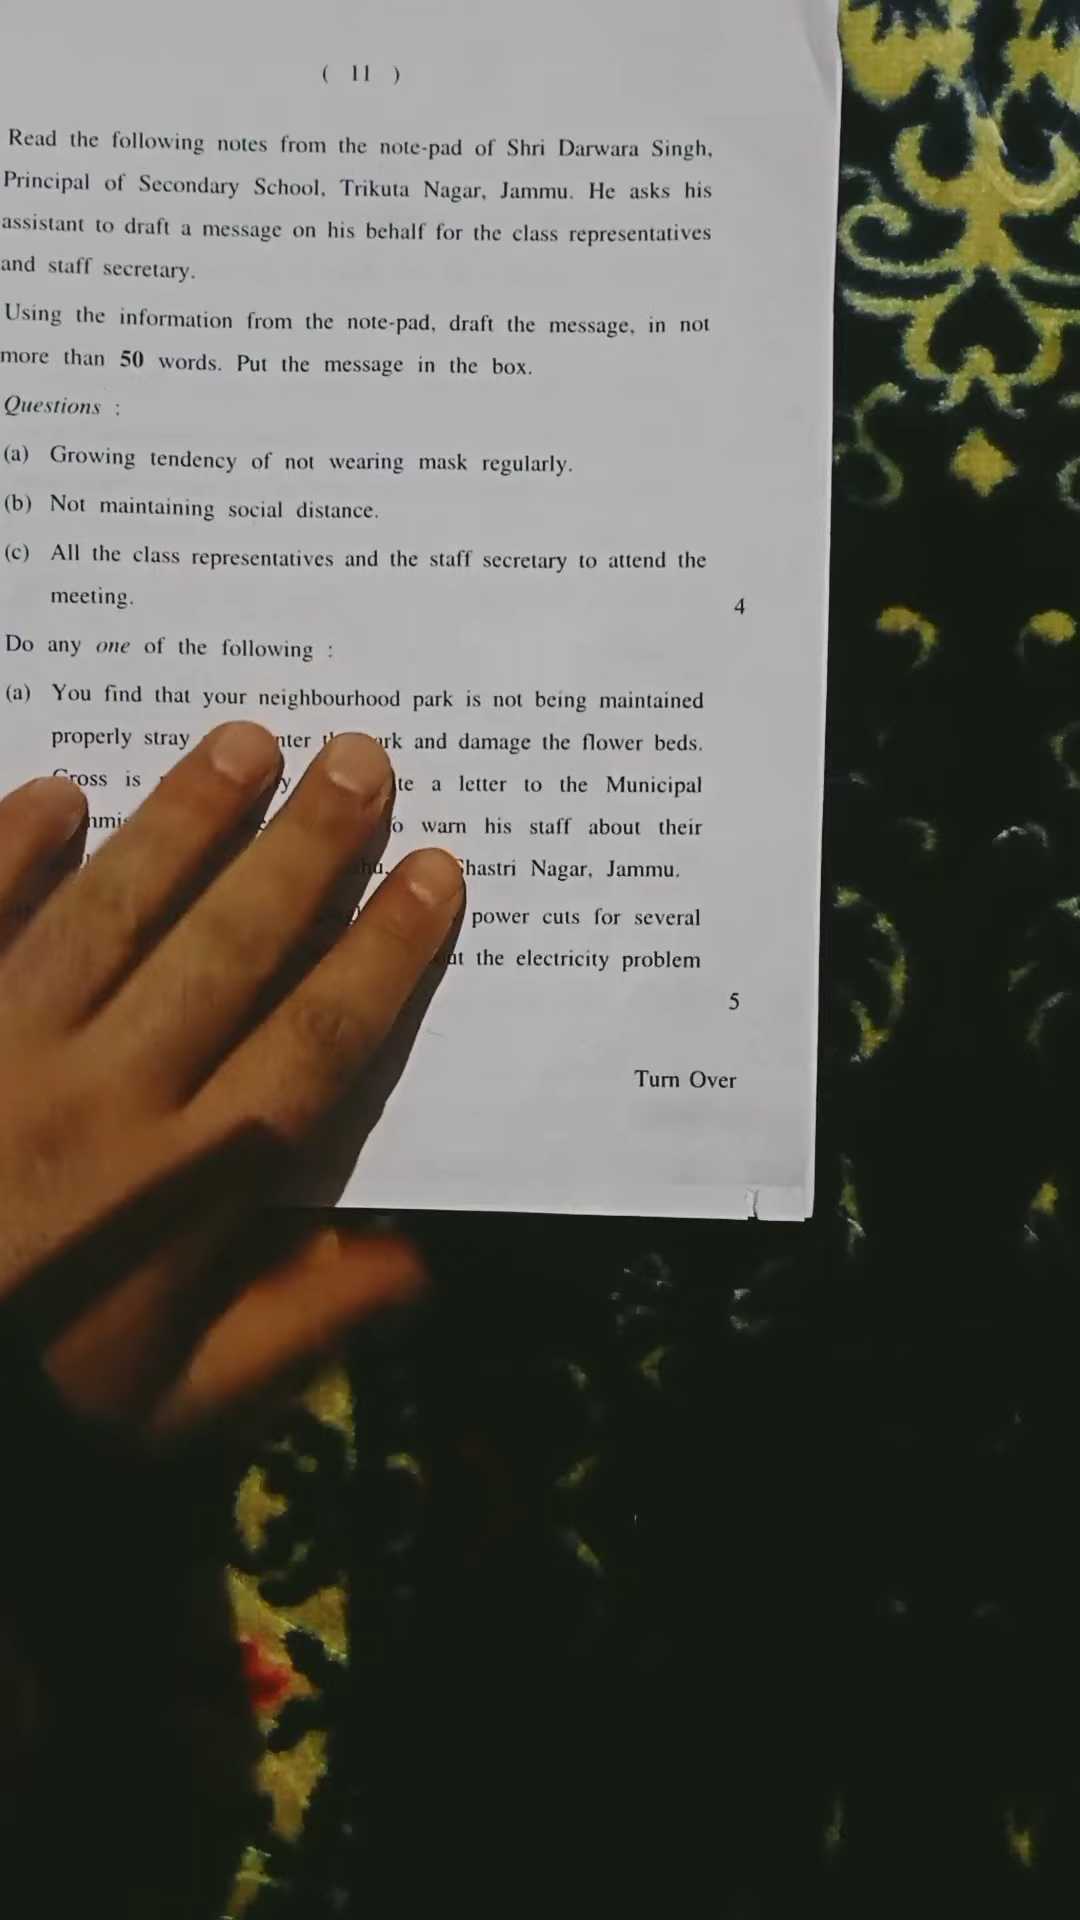 ( 11 )
Read the following notes from the note-pad of Shri Darwara Singh,
Principal of Secondary School, Trikuta Nagar, Jammu. He asks his
assistant to draft a message on his behalf for the class representatives
and staff secretary.
Using the information from the note-pad, draft the message, in not
more than 50 words. Put the message in the box.
Questions :
(a) Growing tendency of not wearing mask regularly.
(b) Not maintaining social distance.
(c) All the class representatives and the staff secretary to attend the
meeting.
4
Do any one of the following :
(a) You find that your neighbourhood park is not being maintained
properly stray and damage the flower beds.
Gross is a letter to the Municipal
warn his staff about their
Shastri Nagar, Jammu.
power cuts for several
the electricity problem
5
Turn Over